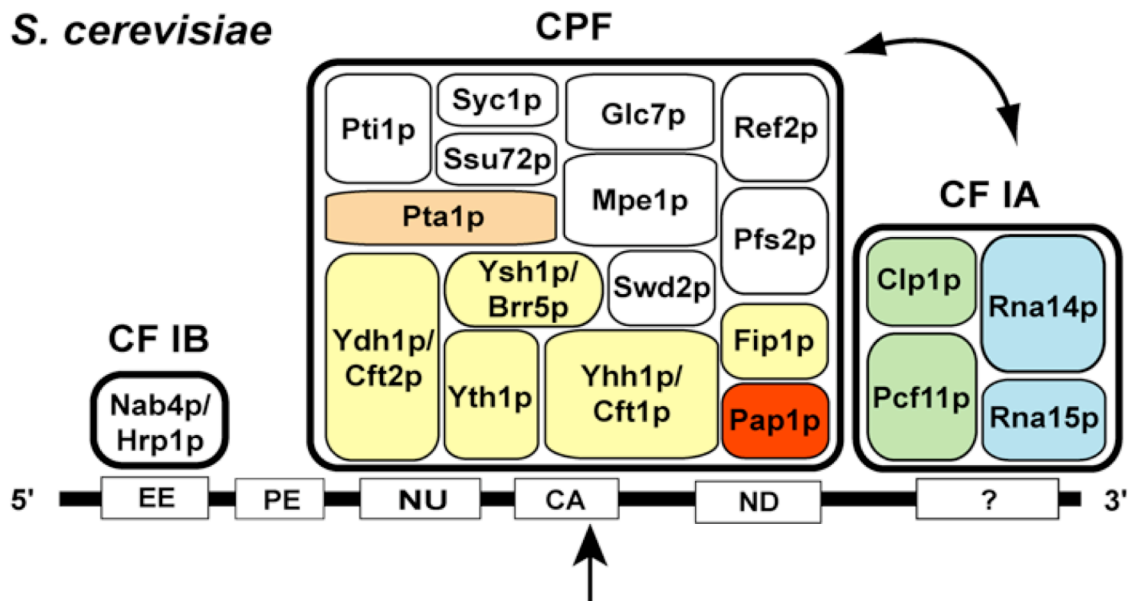 S. cerevisiae
CPF
Pti1p
Syc1p
Ssu72p
Glc7p
Ref2p
Pta1p
Mpe1p
Pfs2p
Ydh1p/
Cft2p
Ysh1p/
Brr5p
Swd2p
Yth1p
Yhh1p/
Cft1p
Fip1p
Pap1p
CF IA
Clp1p
Rna14p
Pcf11p
Rna15p
CF IB
Nab4p/
Hrp1p
5' EE PE NU CA ND ? 3'